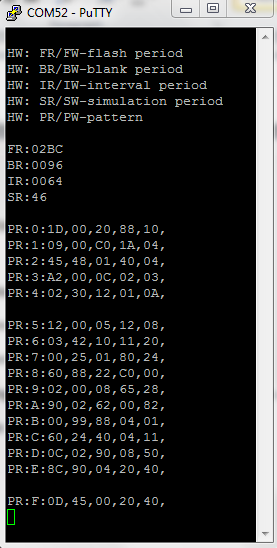 COM52 - PuTTY
HW: FR/FW-flash period
HW: BR/BW-blank period
HW: IR/IW-interval period
HW: SR/SW-simulation period
HW: PR/PW-pattern
FR:02BC
BR:0096
IR:0064
SR:46
PR:0:1D,00,20,88,10,
PR:1:09,00,C0,1A,04,
PR:2:45,48,01,40,04,
PR:3:A2,00,0C,02,03,
PR:4:02,30,12,01,0A,
PR:5:12,00,05,12,08,
PR:6:03,42,10,11,20,
PR:7:00,25,01,80,24,
PR:8:60,88,22,C0,00,
PR:9:02,00,08,65,28,
PR:A:90,02,62,00,82,
PR:B:00,99,88,04,01,
PR:C:60,24,40,04,11,
PR:D:0C,02,90,08,50,
PR:E:8C,90,04,20,40,
PR:F:0D,45,00,20,40,